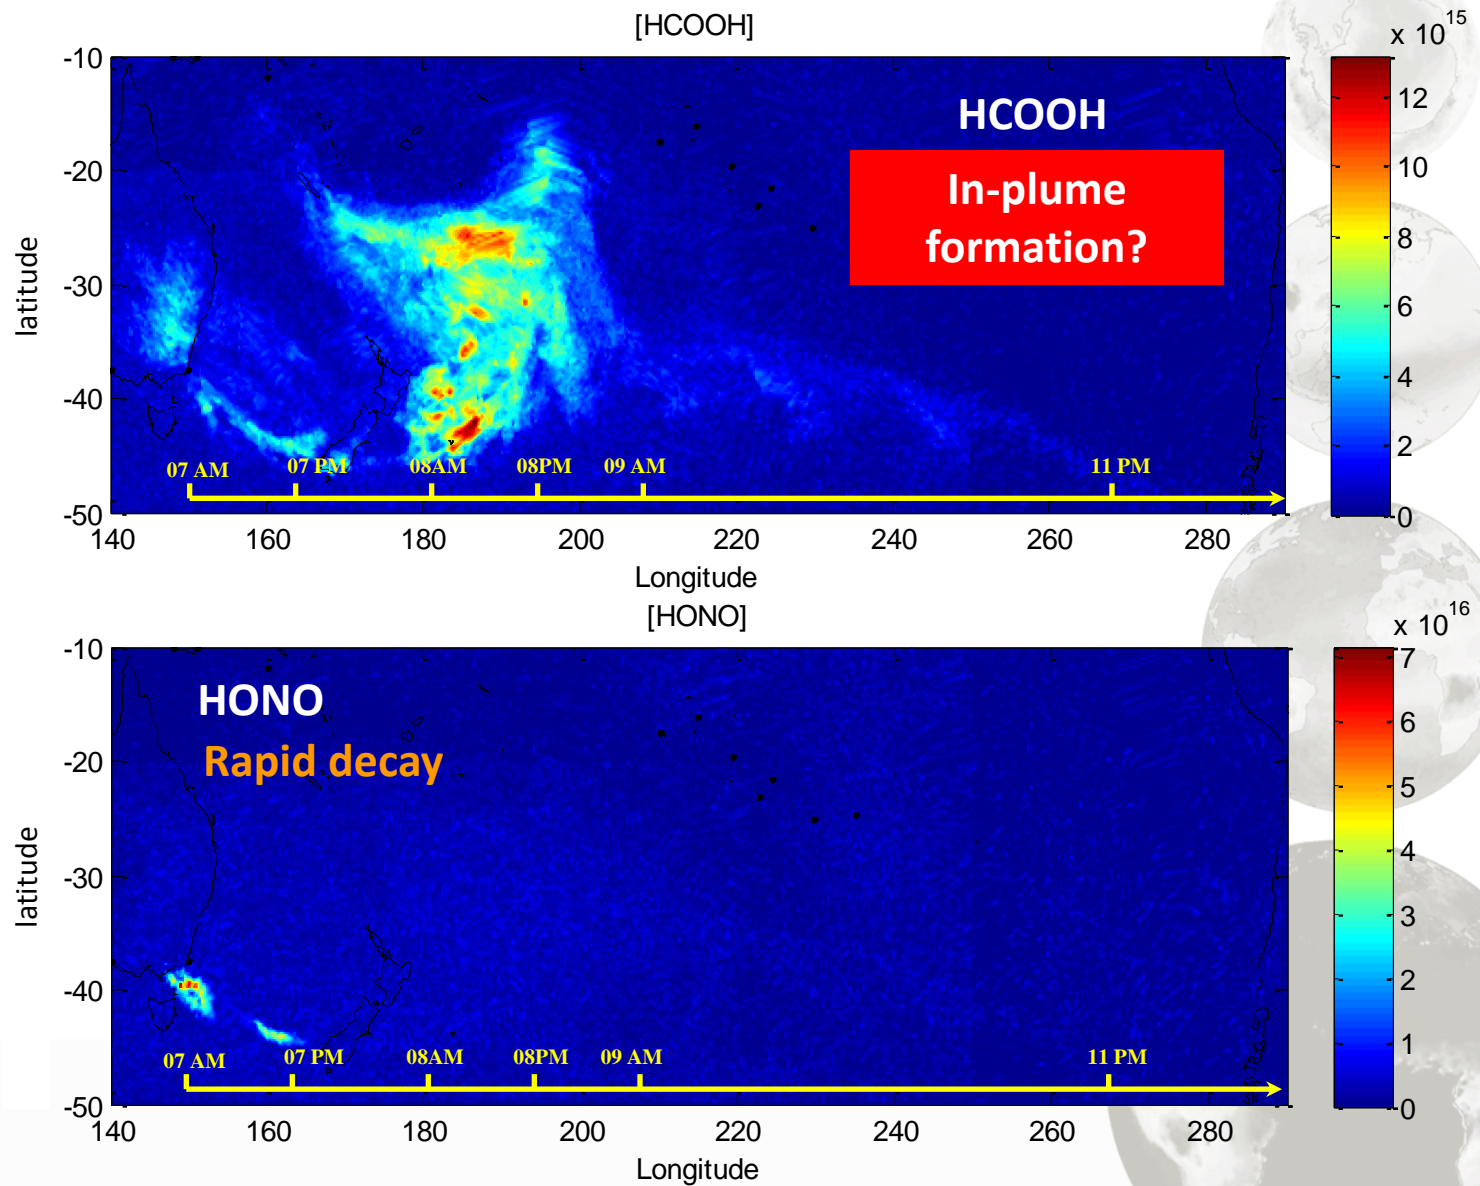 [HCOOH]
x 10^15
HCOOH
In-plume
formation?
latitude
-10
-20
-30
-40
-50
12
10
8
6
4
2
0
07 AM 07 PM 08AM 08PM 09 AM 11 PM
140 160 180 200 220 240 260 280
Longitude
[HONO]
x 10^16
HONO
Rapid decay
latitude
-10
-20
-30
-40
-50
7
6
5
4
3
2
1
0
07 AM 07 PM 08AM 08PM 09 AM 11 PM
140 160 180 200 220 240 260 280
Longitude